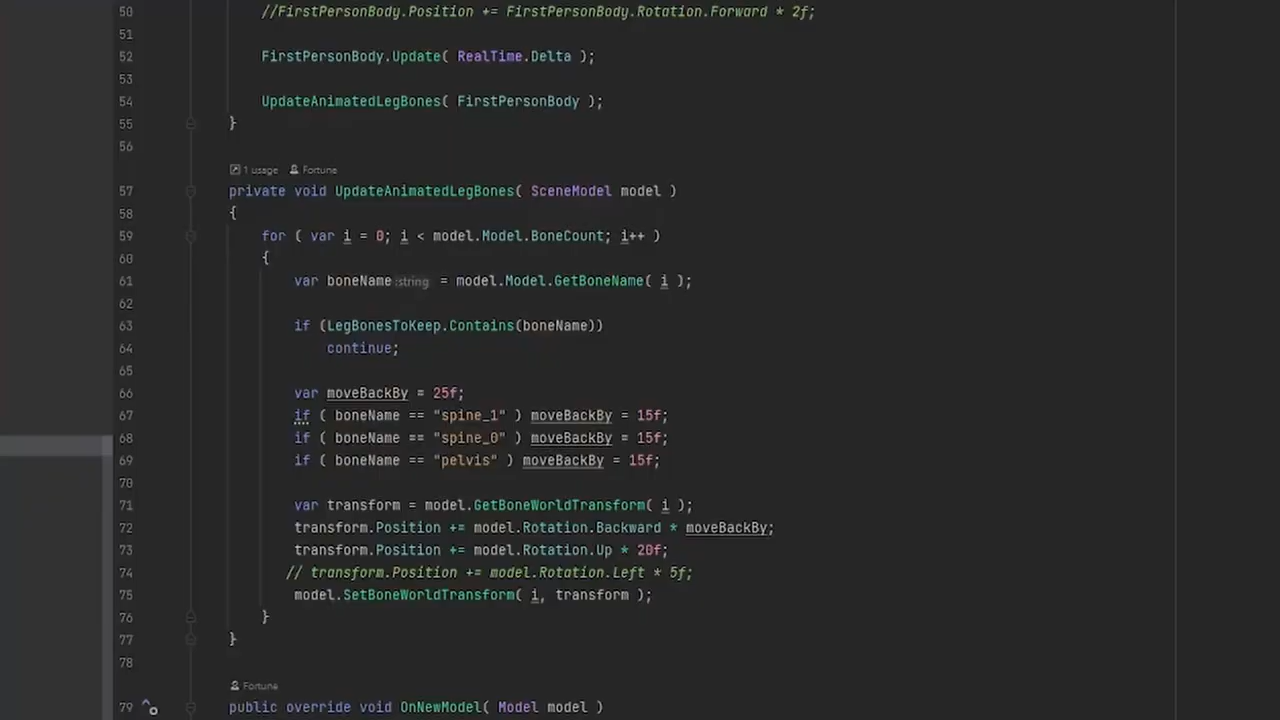 50 //FirstPersonBody.Position += FirstPersonBody.Rotation.Forward * 2f;
51
52 FirstPersonBody.Update( RealTime.Delta );
53
54 UpdateAnimatedLegBones( FirstPersonBody );
55 }
56
1 usage Fortune
57 private void UpdateAnimatedLegBones( SceneModel model )
58 {
59 for ( var i = 0; i < model.Model.BoneCount; i++ )
60 {
61 var boneName :string = model.Model.GetBoneName( i );
62
63 if (LegBonesToKeep.Contains(boneName))
64 continue;
65
66 var moveBackBy = 25f;
67 if ( boneName == "spine_1" ) moveBackBy = 15f;
68 if ( boneName == "spine_0" ) moveBackBy = 15f;
69 if ( boneName == "pelvis" ) moveBackBy = 15f;
70
71 var transform = model.GetBoneWorldTransform( i );
72 transform.Position += model.Rotation.Backward * moveBackBy;
73 transform.Position += model.Rotation.Up * 20f;
74 // transform.Position += model.Rotation.Left * 5f;
75 model.SetBoneWorldTransform( i, transform );
76 }
77 }
78
Fortune
79 public override void OnNewModel( Model model )